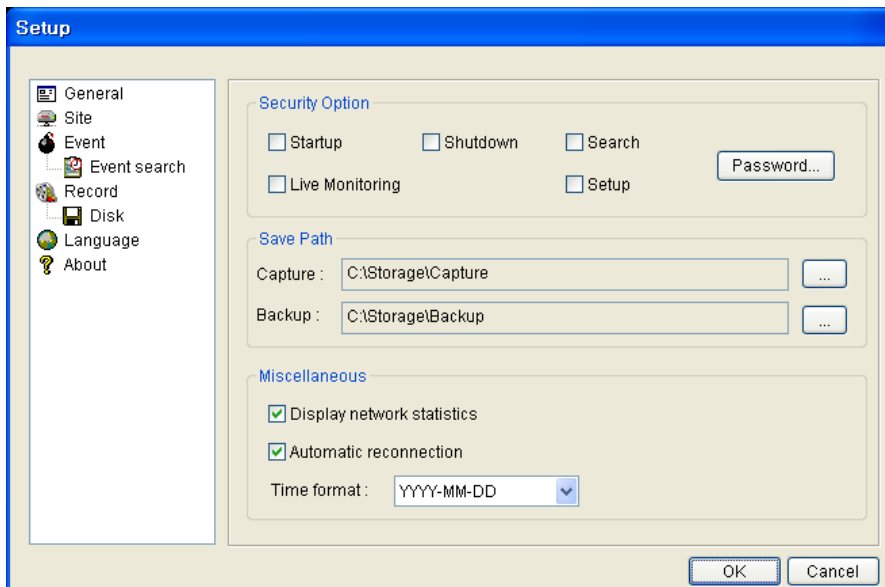 Setup
General
Site
Event
Event search
Record
Disk
Language
About
Security Option
Startup
Shutdown
Search
Live Monitoring
Setup
Password...
Save Path
Capture : C:\Storage\Capture ...
Backup : C:\Storage\Backup ...
Miscellaneous
Display network statistics
Automatic reconnection
Time format : YYYY-MM-DD
OK Cancel